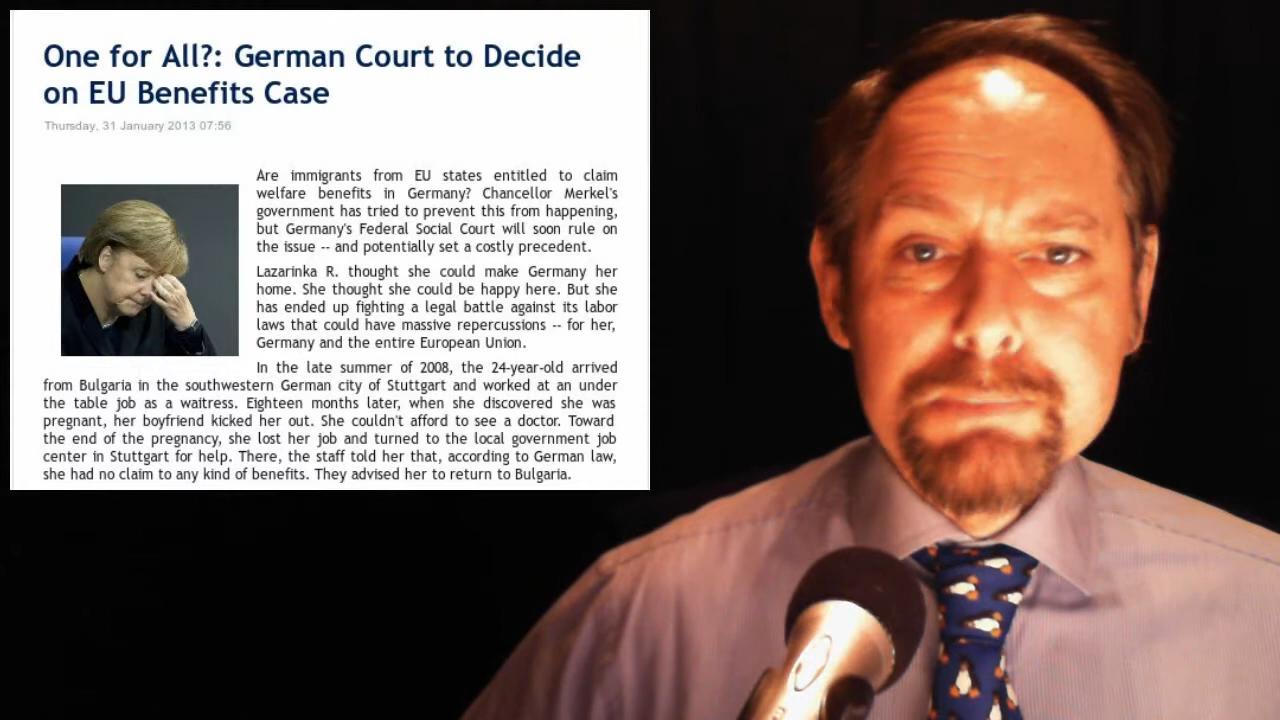 One for All?: German Court to Decide
on EU Benefits Case
Thursday, 31 January 2013 07:56
Are immigrants from EU states entitled to claim
welfare benefits in Germany? Chancellor Merkel's
government has tried to prevent this from happening,
but Germany's Federal Social Court will soon rule on
the issue -- and potentially set a costly precedent.
Lazarinka R. thought she could make Germany her
home. She thought she could be happy here. But she
has ended up fighting a legal battle against its labor
laws that could have massive repercussions -- for her,
Germany and the entire European Union.
In the late summer of 2008, the 24-year-old arrived
from Bulgaria in the southwestern German city of Stuttgart and worked at an under
the table job as a waitress. Eighteen months later, when she discovered she was
pregnant, her boyfriend kicked her out. She couldn't afford to see a doctor. Toward
the end of the pregnancy, she lost her job and turned to the local government job
center in Stuttgart for help. There, the staff told her that, according to German law,
she had no claim to any kind of benefits. They advised her to return to Bulgaria.